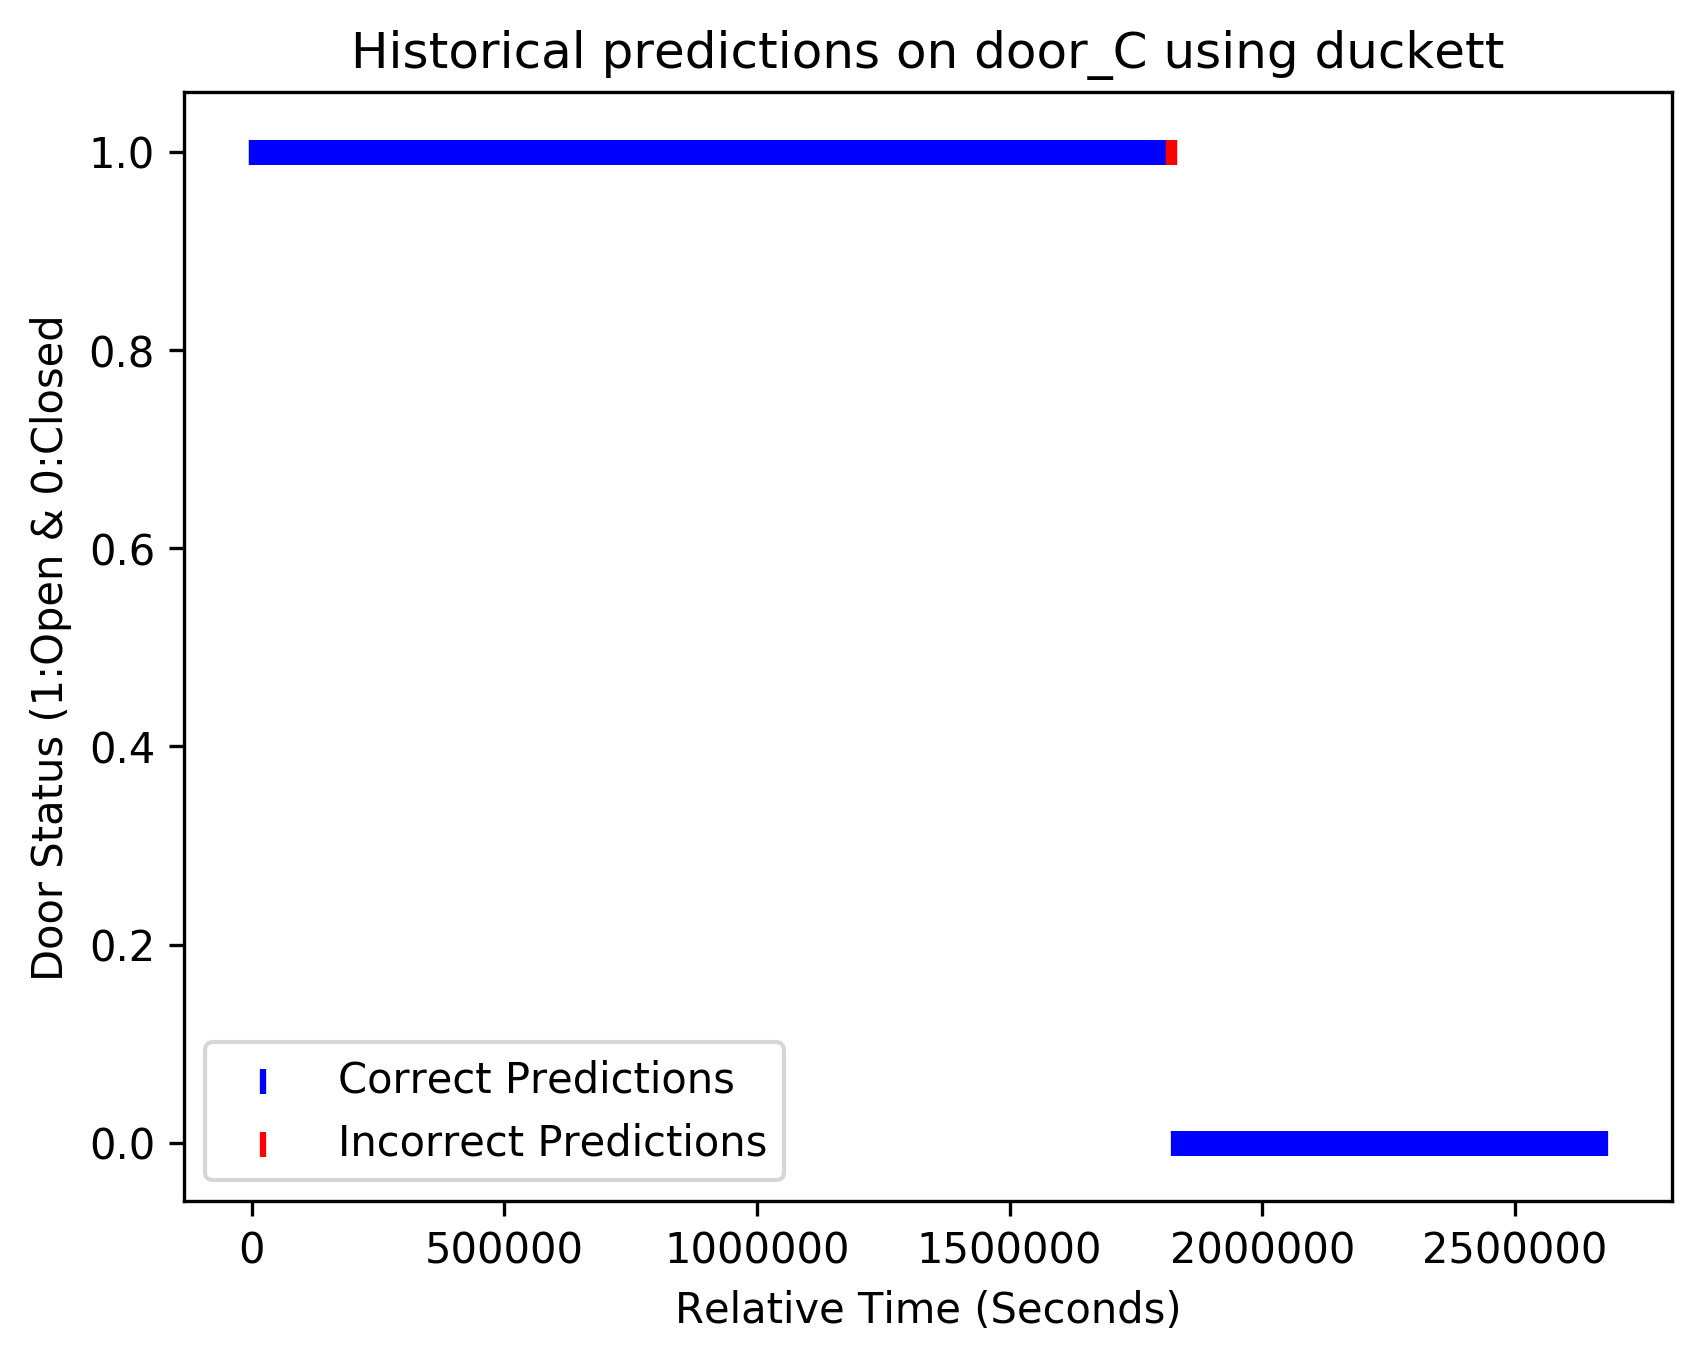 Historical predictions on door_C using duckett
1.0
0.8
0.6
0.4
0.2
0.0
Door Status (1:Open & 0:Closed
Correct Predictions
Incorrect Predictions
0 500000 1000000 1500000 2000000 2500000
Relative Time (Seconds)